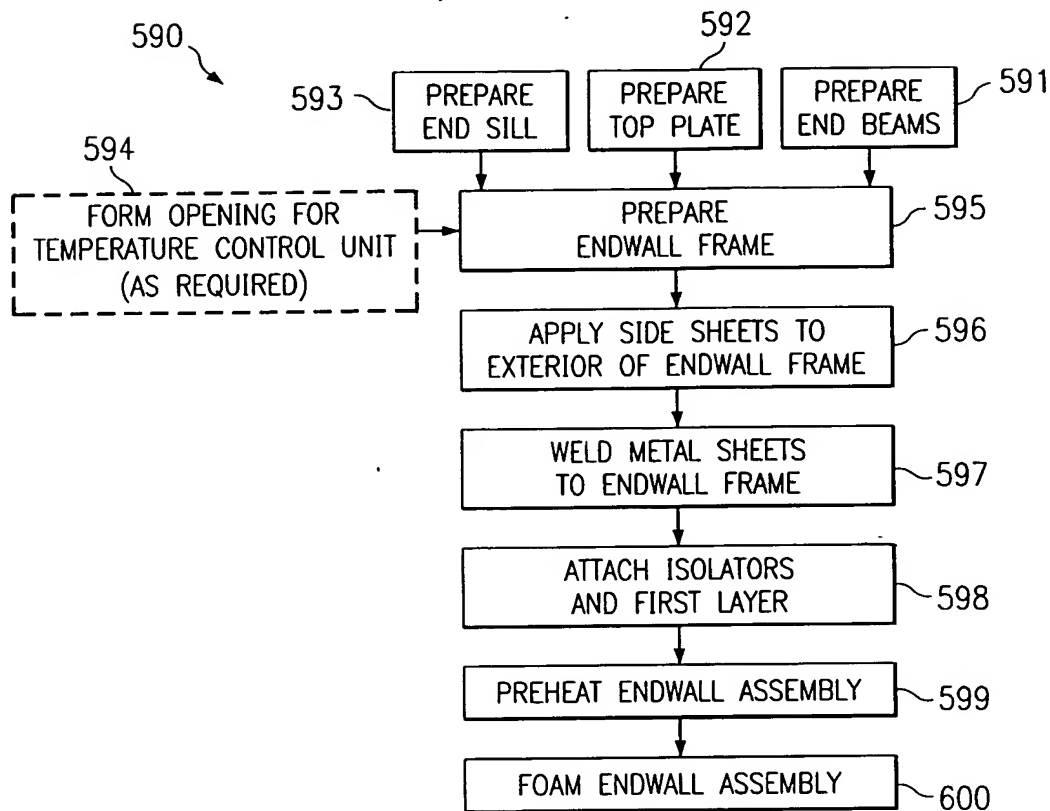 590
592
593
591
PREPARE
END SILL
PREPARE
TOP PLATE
PREPARE
END BEAMS
594
FORM OPENING FOR
TEMPERATURE CONTROL UNIT
(AS REQUIRED)
PREPARE
ENDWALL FRAME
595
APPLY SIDE SHEETS TO
EXTERIOR OF ENDWALL FRAME
596
WELD METAL SHEETS
TO ENDWALL FRAME
597
ATTACH ISOLATORS
AND FIRST LAYER
598
PREHEAT ENDWALL ASSEMBLY
599
FOAM ENDWALL ASSEMBLY
600